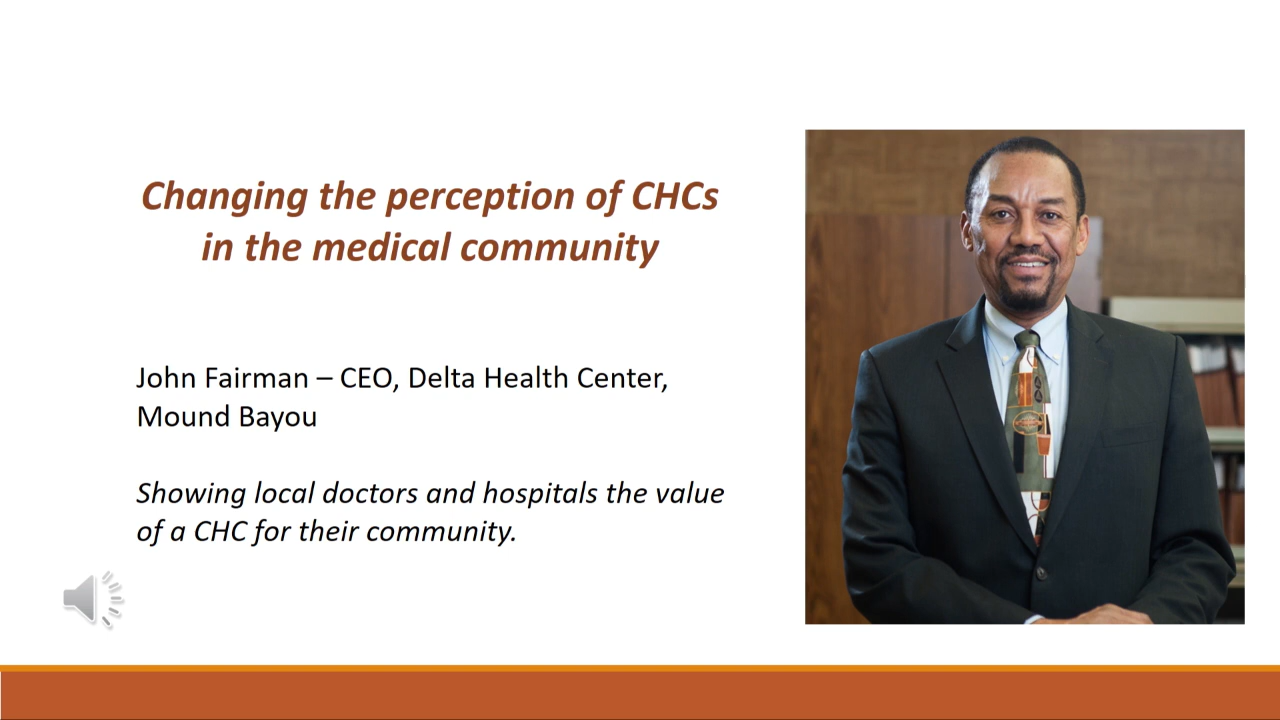 Changing the perception of CHCs
in the medical community
John Fairman – CEO, Delta Health Center,
Mound Bayou
Showing local doctors and hospitals the value
of a CHC for their community.